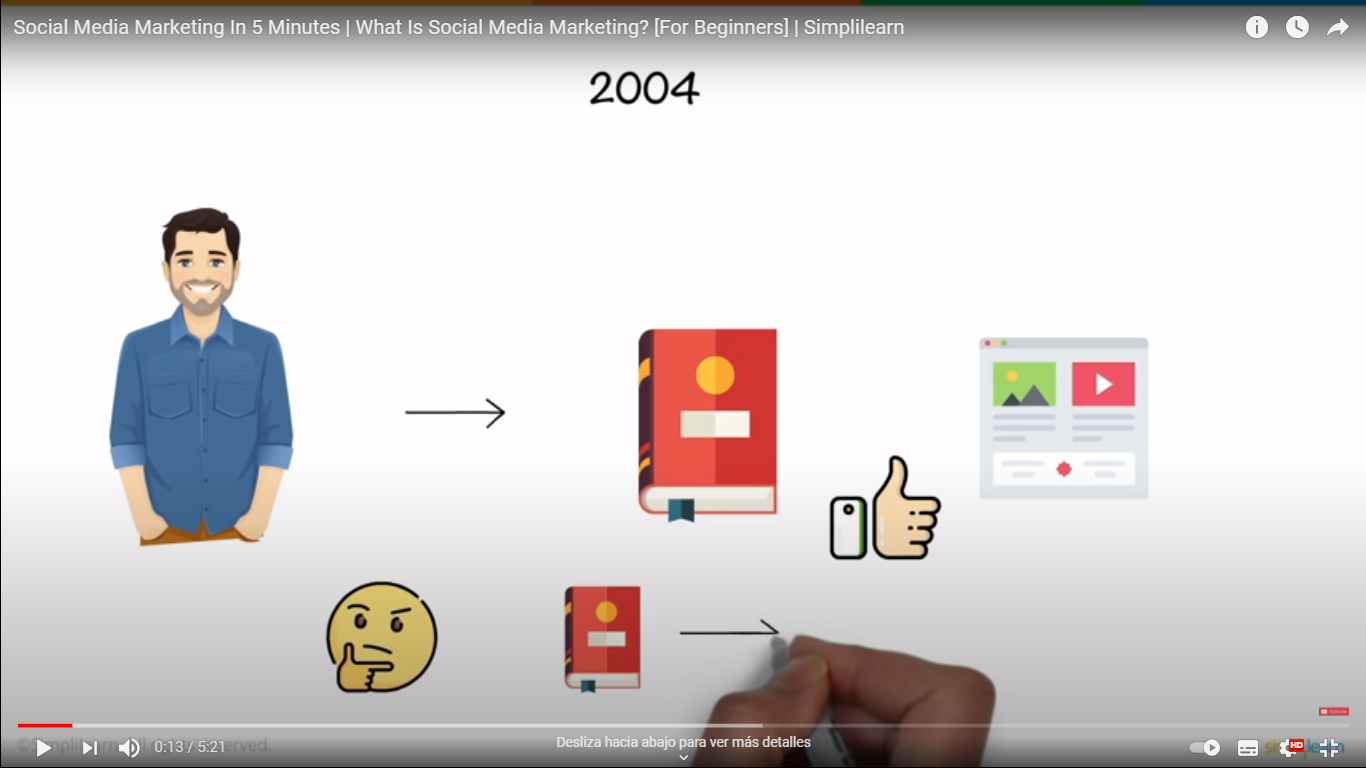 Social Media Marketing In 5 Minutes | What Is Social Media Marketing? [For Beginners] | Simplilearn
2004
0:13 / 5:21
Desliza hacia abajo para ver más detalles
HD